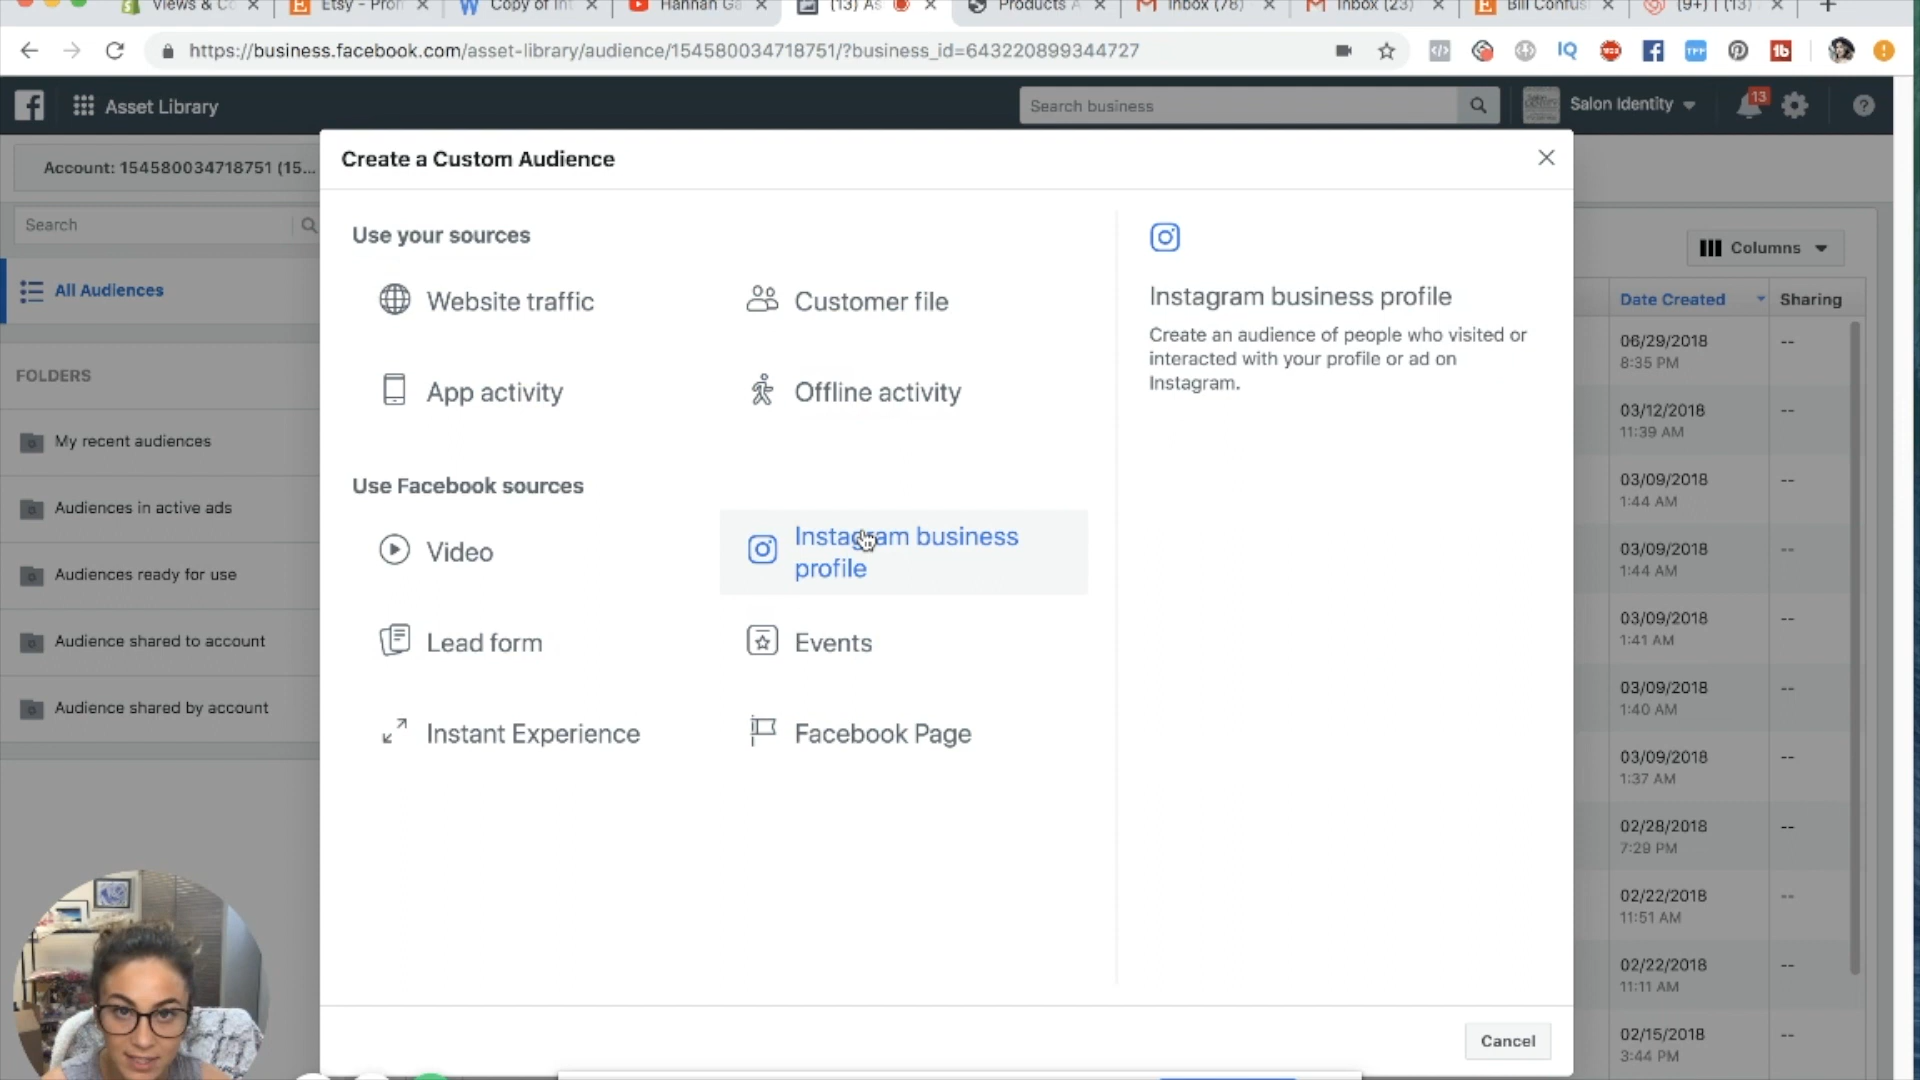 Views & C
Etsy - Pro
Copy of Int
Hannah Ga
(13) As
Products A
Inbox (78)
Inbox (23)
Bill Confus
(9+) | (13)
https://business.facebook.com/asset-library/audience/154580034718751/?business_id=643220899344727
Asset Library
Search business
Salon Identity
13
Account: 154580034718751 (15...
Search
All Audiences
FOLDERS
My recent audiences
Audiences in active ads
Audiences ready for use
Audience shared to account
Audience shared by account
Create a Custom Audience
Use your sources
Website traffic
Customer file
App activity
Offline activity
Use Facebook sources
Video
Instagram business
profile
Lead form
Events
Instant Experience
Facebook Page
Instagram business profile
Create an audience of people who visited or
interacted with your profile or ad on
Instagram.
Cancel
Columns
Date Created
Sharing
06/29/2018 --
8:35 PM
03/12/2018 --
11:39 AM
03/09/2018 --
1:44 AM
03/09/2018 --
1:44 AM
03/09/2018 --
1:41 AM
03/09/2018 --
1:40 AM
03/09/2018 --
1:37 AM
02/28/2018 --
7:29 PM
02/22/2018 --
11:51 AM
02/22/2018 --
11:11 AM
02/15/2018 --
3:44 PM